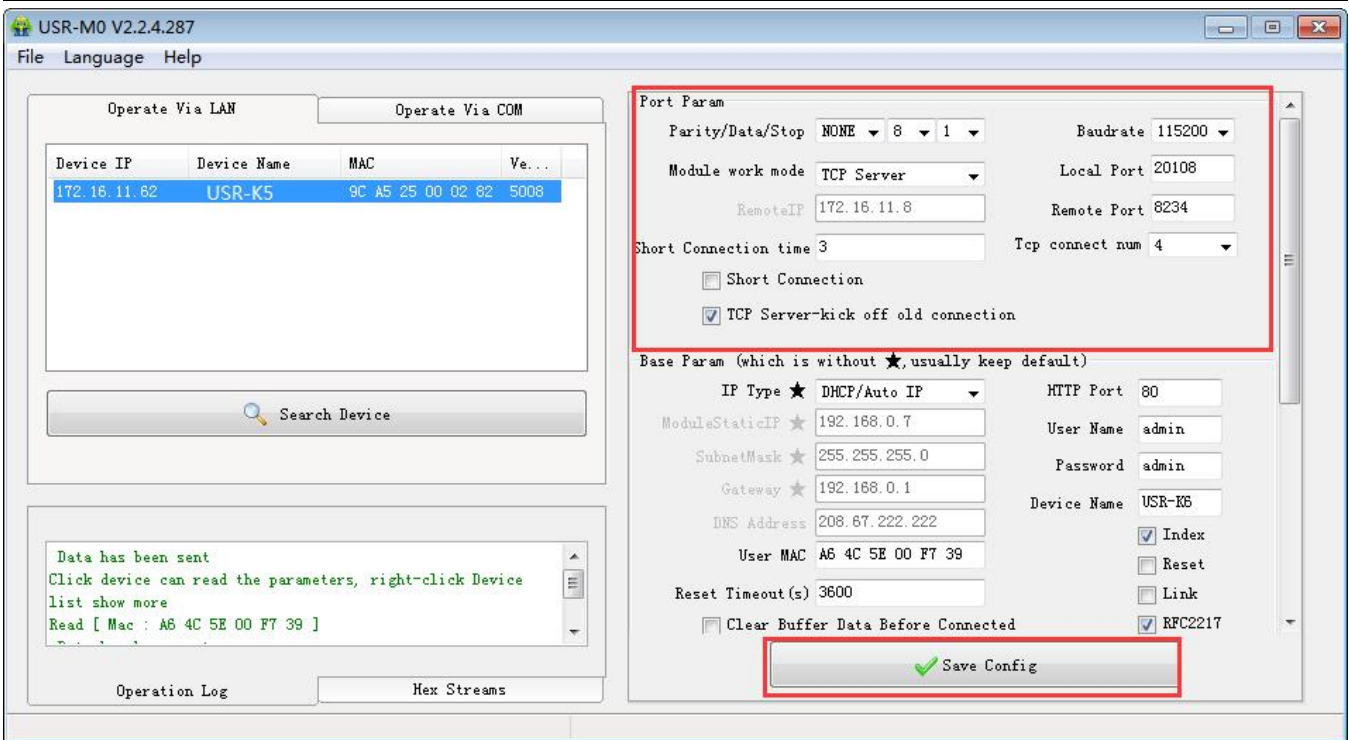 USR-M0 V2.2.4.287
File Language Help
Operate Via LAN
Operate Via COM
Device IP Device Name MAC Ve...
172.16.11.62 USR-K5 9C A5 25 00 02 82 5008
Search Device
Data has been sent
Click device can read the parameters, right-click Device
list show more
Read [ Mac : A6 4C 5E 00 F7 39 ]
Operation Log
Hex Streams
Port Param
Parity/Data/Stop NONE 8 1 Baudrate 115200
Module work mode TCP Server Local Port 20108
RemoteIP 172.16.11.8 Remote Port 8234
Short Connection time 3 Tcp connect num 4
Short Connection
TCP Server-kick off old connection
Base Param (which is without ★,usually keep default)
IP Type ★ DHCP/Auto IP HTTP Port 80
ModuleStaticIP ★ 192.168.0.7 User Name admin
SubnetMask ★ 255.255.255.0 Password admin
Gateway ★ 192.168.0.1 Device Name USR-K6
DNS Address 208.67.222.222 Index
User MAC A6 4C 5E 00 F7 39 Reset
Reset Timeout(s) 3600 Link
Clear Buffer Data Before Connected RFC2217
Save Config